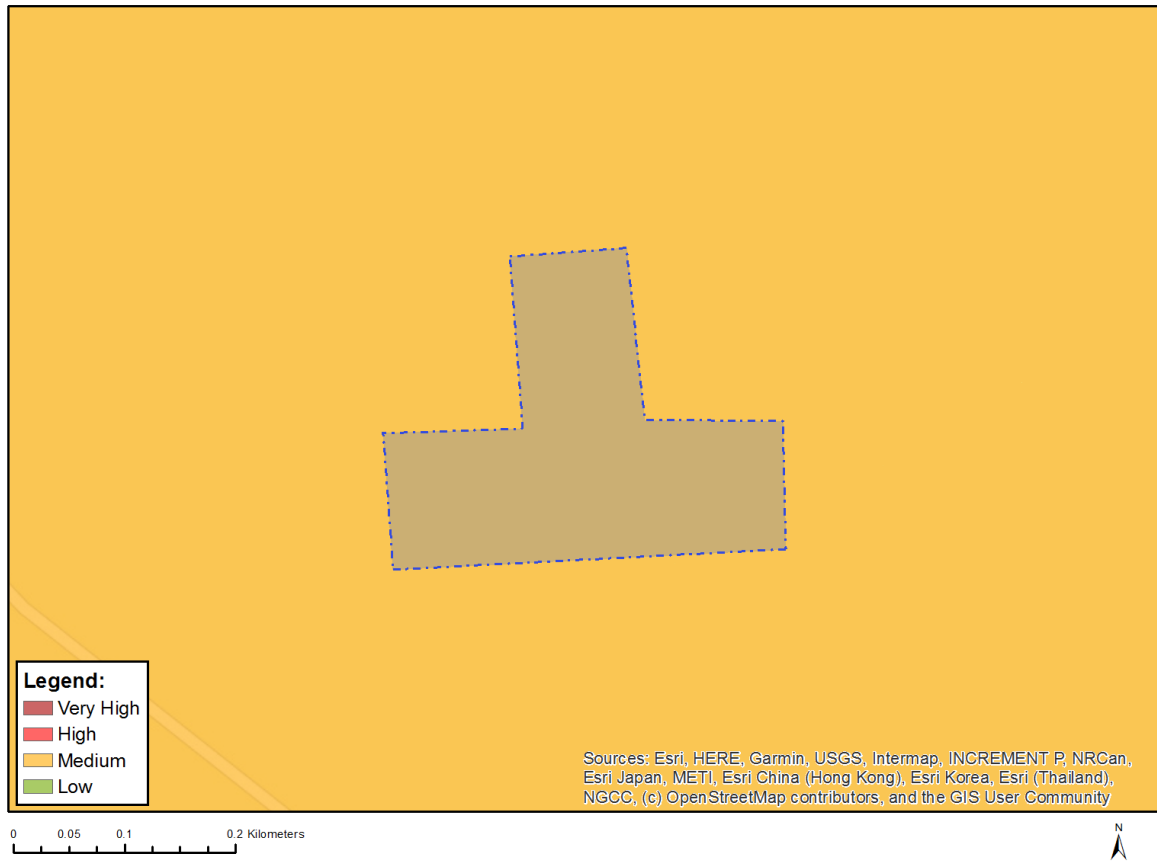 Legend:
Very High
High
Medium
Low
Sources: Esri, HERE, Garmin, USGS, Intermap, INCREMENT P, NRCan,
Esri Japan, METI, Esri China (Hong Kong), Esri Korea, Esri (Thailand),
NGCC, (c) OpenStreetMap contributors, and the GIS User Community
0 0.05 0.1 0.2 Kilometers
N